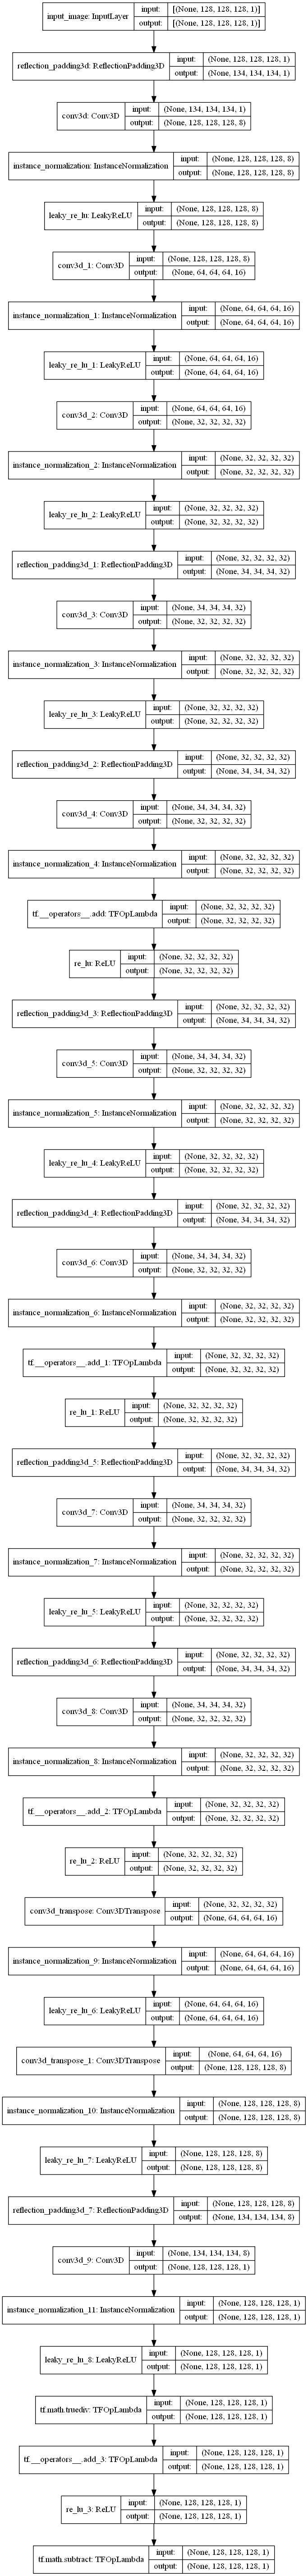 input_image: InputLayer input: [(None, 128, 128, 128, 1)]
output: [(None, 128, 128, 128, 1)]
reflection_padding3d: ReflectionPadding3D input: (None, 128, 128, 128, 1)
output: (None, 134, 134, 134, 1)
conv3d: Conv3D input: (None, 134, 134, 134, 1)
output: (None, 128, 128, 128, 8)
instance_normalization: InstanceNormalization input: (None, 128, 128, 128, 8)
output: (None, 128, 128, 128, 8)
leaky_re_lu: LeakyReLU input: (None, 128, 128, 128, 8)
output: (None, 128, 128, 128, 8)
conv3d_1: Conv3D input: (None, 128, 128, 128, 8)
output: (None, 64, 64, 64, 16)
instance_normalization_1: InstanceNormalization input: (None, 64, 64, 64, 16)
output: (None, 64, 64, 64, 16)
leaky_re_lu_1: LeakyReLU input: (None, 64, 64, 64, 16)
output: (None, 64, 64, 64, 16)
conv3d_2: Conv3D input: (None, 64, 64, 64, 16)
output: (None, 32, 32, 32, 32)
instance_normalization_2: InstanceNormalization input: (None, 32, 32, 32, 32)
output: (None, 32, 32, 32, 32)
leaky_re_lu_2: LeakyReLU input: (None, 32, 32, 32, 32)
output: (None, 32, 32, 32, 32)
reflection_padding3d_1: ReflectionPadding3D input: (None, 32, 32, 32, 32)
output: (None, 34, 34, 34, 32)
conv3d_3: Conv3D input: (None, 34, 34, 34, 32)
output: (None, 32, 32, 32, 32)
instance_normalization_3: InstanceNormalization input: (None, 32, 32, 32, 32)
output: (None, 32, 32, 32, 32)
leaky_re_lu_3: LeakyReLU input: (None, 32, 32, 32, 32)
output: (None, 32, 32, 32, 32)
reflection_padding3d_2: ReflectionPadding3D input: (None, 32, 32, 32, 32)
output: (None, 34, 34, 34, 32)
conv3d_4: Conv3D input: (None, 34, 34, 34, 32)
output: (None, 32, 32, 32, 32)
instance_normalization_4: InstanceNormalization input: (None, 32, 32, 32, 32)
output: (None, 32, 32, 32, 32)
tf.__operators__.add: TFOpLambda input: (None, 32, 32, 32, 32)
output: (None, 32, 32, 32, 32)
re_lu: ReLU input: (None, 32, 32, 32, 32)
output: (None, 32, 32, 32, 32)
reflection_padding3d_3: ReflectionPadding3D input: (None, 32, 32, 32, 32)
output: (None, 34, 34, 34, 32)
conv3d_5: Conv3D input: (None, 34, 34, 34, 32)
output: (None, 32, 32, 32, 32)
instance_normalization_5: InstanceNormalization input: (None, 32, 32, 32, 32)
output: (None, 32, 32, 32, 32)
leaky_re_lu_4: LeakyReLU input: (None, 32, 32, 32, 32)
output: (None, 32, 32, 32, 32)
reflection_padding3d_4: ReflectionPadding3D input: (None, 32, 32, 32, 32)
output: (None, 34, 34, 34, 32)
conv3d_6: Conv3D input: (None, 34, 34, 34, 32)
output: (None, 32, 32, 32, 32)
instance_normalization_6: InstanceNormalization input: (None, 32, 32, 32, 32)
output: (None, 32, 32, 32, 32)
tf.__operators__.add_1: TFOpLambda input: (None, 32, 32, 32, 32)
output: (None, 32, 32, 32, 32)
re_lu_1: ReLU input: (None, 32, 32, 32, 32)
output: (None, 32, 32, 32, 32)
reflection_padding3d_5: ReflectionPadding3D input: (None, 32, 32, 32, 32)
output: (None, 34, 34, 34, 32)
conv3d_7: Conv3D input: (None, 34, 34, 34, 32)
output: (None, 32, 32, 32, 32)
instance_normalization_7: InstanceNormalization input: (None, 32, 32, 32, 32)
output: (None, 32, 32, 32, 32)
leaky_re_lu_5: LeakyReLU input: (None, 32, 32, 32, 32)
output: (None, 32, 32, 32, 32)
reflection_padding3d_6: ReflectionPadding3D input: (None, 32, 32, 32, 32)
output: (None, 34, 34, 34, 32)
conv3d_8: Conv3D input: (None, 34, 34, 34, 32)
output: (None, 32, 32, 32, 32)
instance_normalization_8: InstanceNormalization input: (None, 32, 32, 32, 32)
output: (None, 32, 32, 32, 32)
tf.__operators__.add_2: TFOpLambda input: (None, 32, 32, 32, 32)
output: (None, 32, 32, 32, 32)
re_lu_2: ReLU input: (None, 32, 32, 32, 32)
output: (None, 32, 32, 32, 32)
conv3d_transpose: Conv3DTranspose input: (None, 32, 32, 32, 32)
output: (None, 64, 64, 64, 16)
instance_normalization_9: InstanceNormalization input: (None, 64, 64, 64, 16)
output: (None, 64, 64, 64, 16)
leaky_re_lu_6: LeakyReLU input: (None, 64, 64, 64, 16)
output: (None, 64, 64, 64, 16)
conv3d_transpose_1: Conv3DTranspose input: (None, 64, 64, 64, 16)
output: (None, 128, 128, 128, 8)
instance_normalization_10: InstanceNormalization input: (None, 128, 128, 128, 8)
output: (None, 128, 128, 128, 8)
leaky_re_lu_7: LeakyReLU input: (None, 128, 128, 128, 8)
output: (None, 128, 128, 128, 8)
reflection_padding3d_7: ReflectionPadding3D input: (None, 128, 128, 128, 8)
output: (None, 134, 134, 134, 8)
conv3d_9: Conv3D input: (None, 134, 134, 134, 8)
output: (None, 128, 128, 128, 1)
instance_normalization_11: InstanceNormalization input: (None, 128, 128, 128, 1)
output: (None, 128, 128, 128, 1)
leaky_re_lu_8: LeakyReLU input: (None, 128, 128, 128, 1)
output: (None, 128, 128, 128, 1)
tf.math.truediv: TFOpLambda input: (None, 128, 128, 128, 1)
output: (None, 128, 128, 128, 1)
tf.__operators__.add_3: TFOpLambda input: (None, 128, 128, 128, 1)
output: (None, 128, 128, 128, 1)
re_lu_3: ReLU input: (None, 128, 128, 128, 1)
output: (None, 128, 128, 128, 1)
tf.math.subtract: TFOpLambda input: (None, 128, 128, 128, 1)
output: (None, 128, 128, 128, 1)